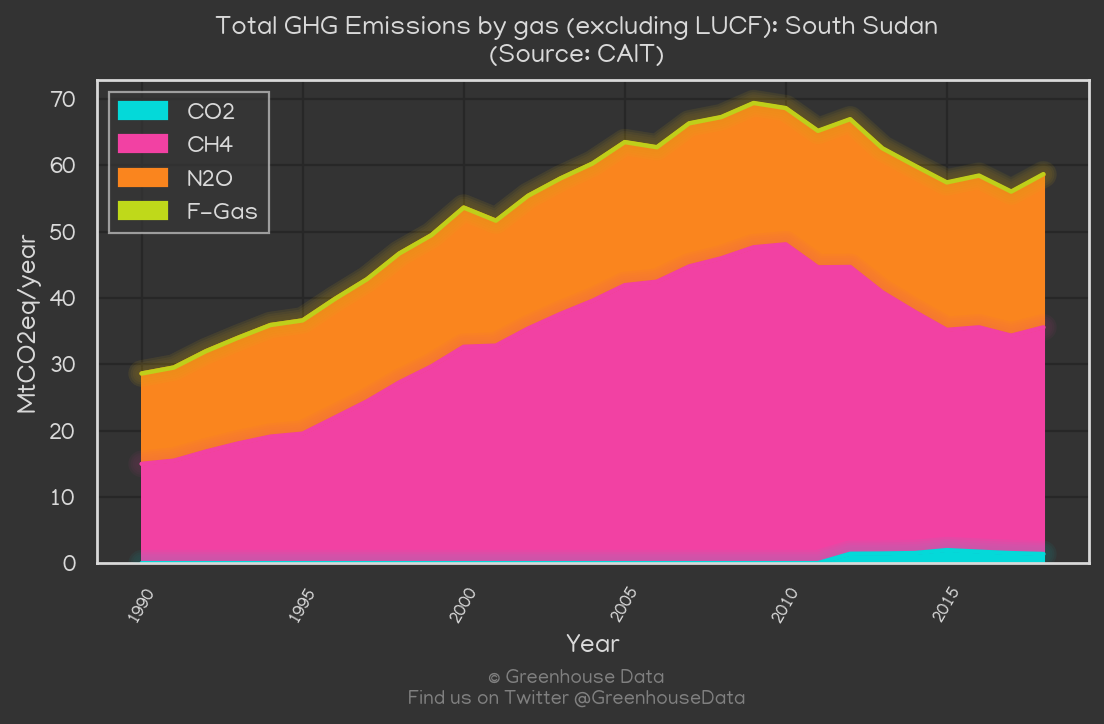 Total GHG Emissions by gas (excluding LUCF): South Sudan
(Source: CAIT)
70
60
50
40
30
20
10
0
MtCO2eq/year
CO2
CH4
N2O
F-Gas
1990
1995
2000
2005
2010
2015
Year
© Greenhouse Data
Find us on Twitter @GreenhouseData